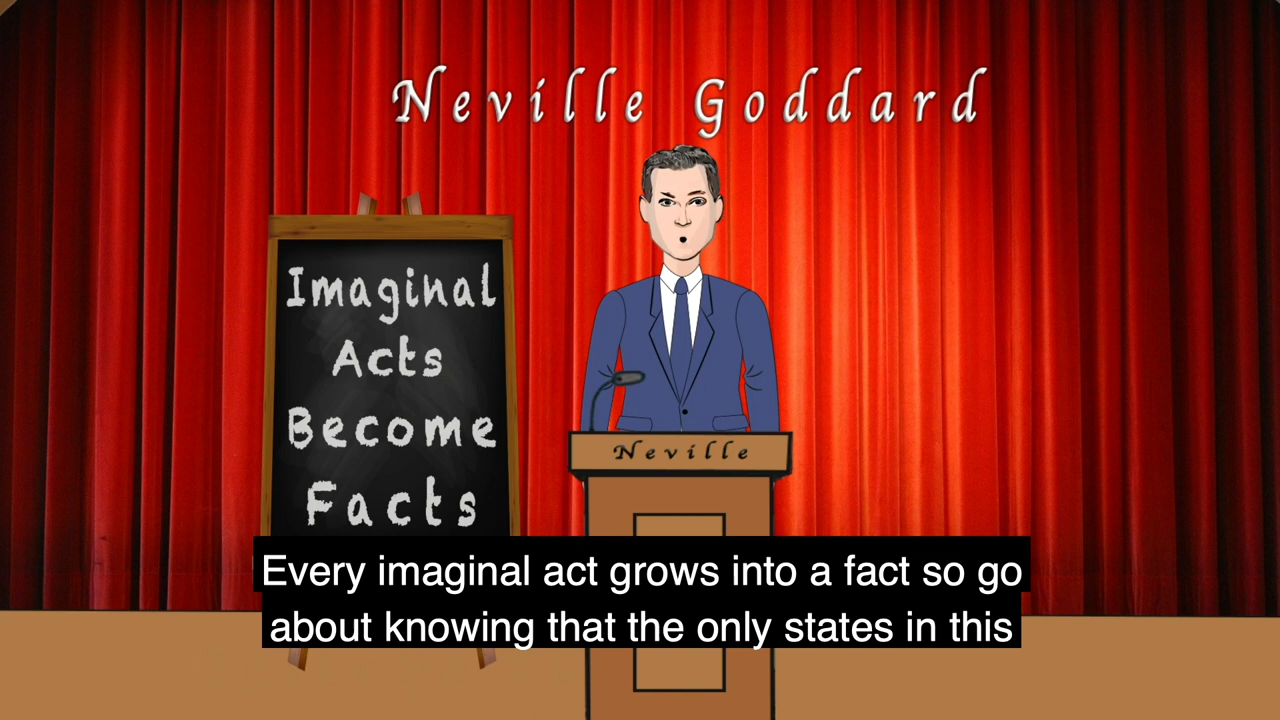 Neville Goddard
Imaginal
Acts
Become
Facts
Neville
Every imaginal act grows into a fact so go
about knowing that the only states in this